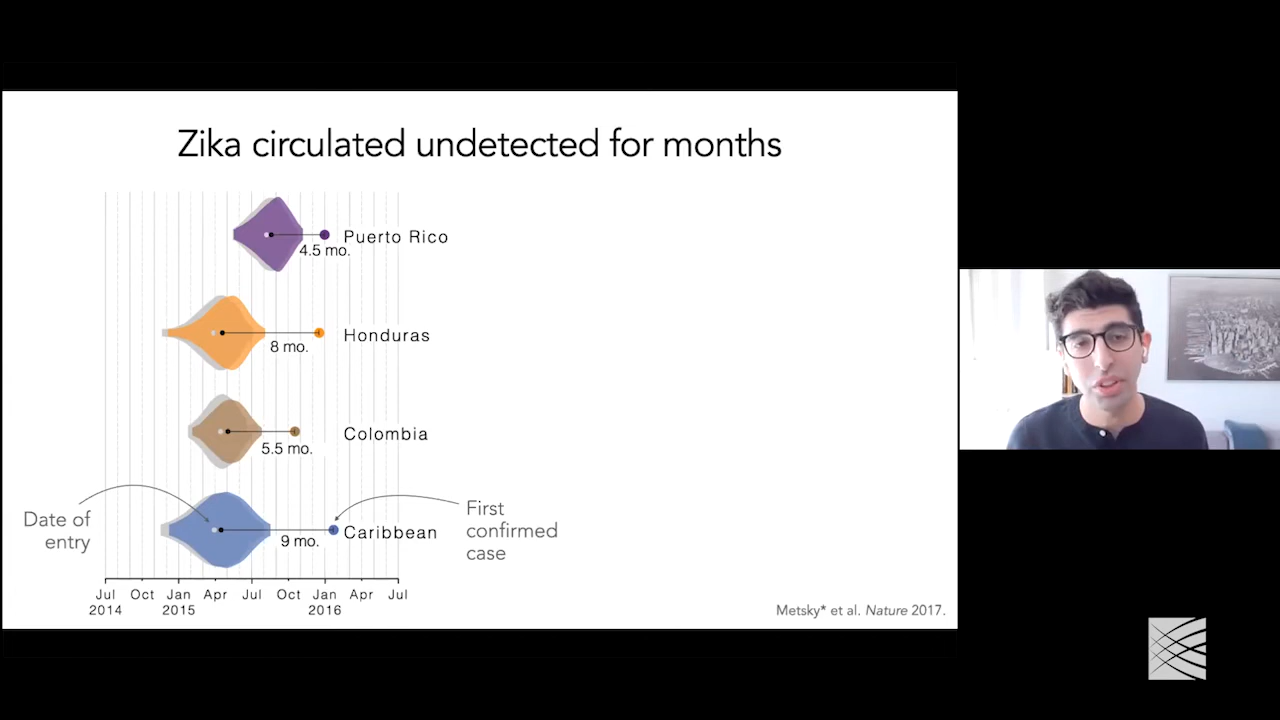 Zika circulated undetected for months
Puerto Rico
4.5 mo.
Honduras
8 mo.
Colombia
5.5 mo.
Date of
entry
First
confirmed
case
Caribbean
9 mo.
Jul Oct Jan Apr Jul Oct Jan Apr Jul
2014 2015 2016
Metsky* et al. Nature 2017.